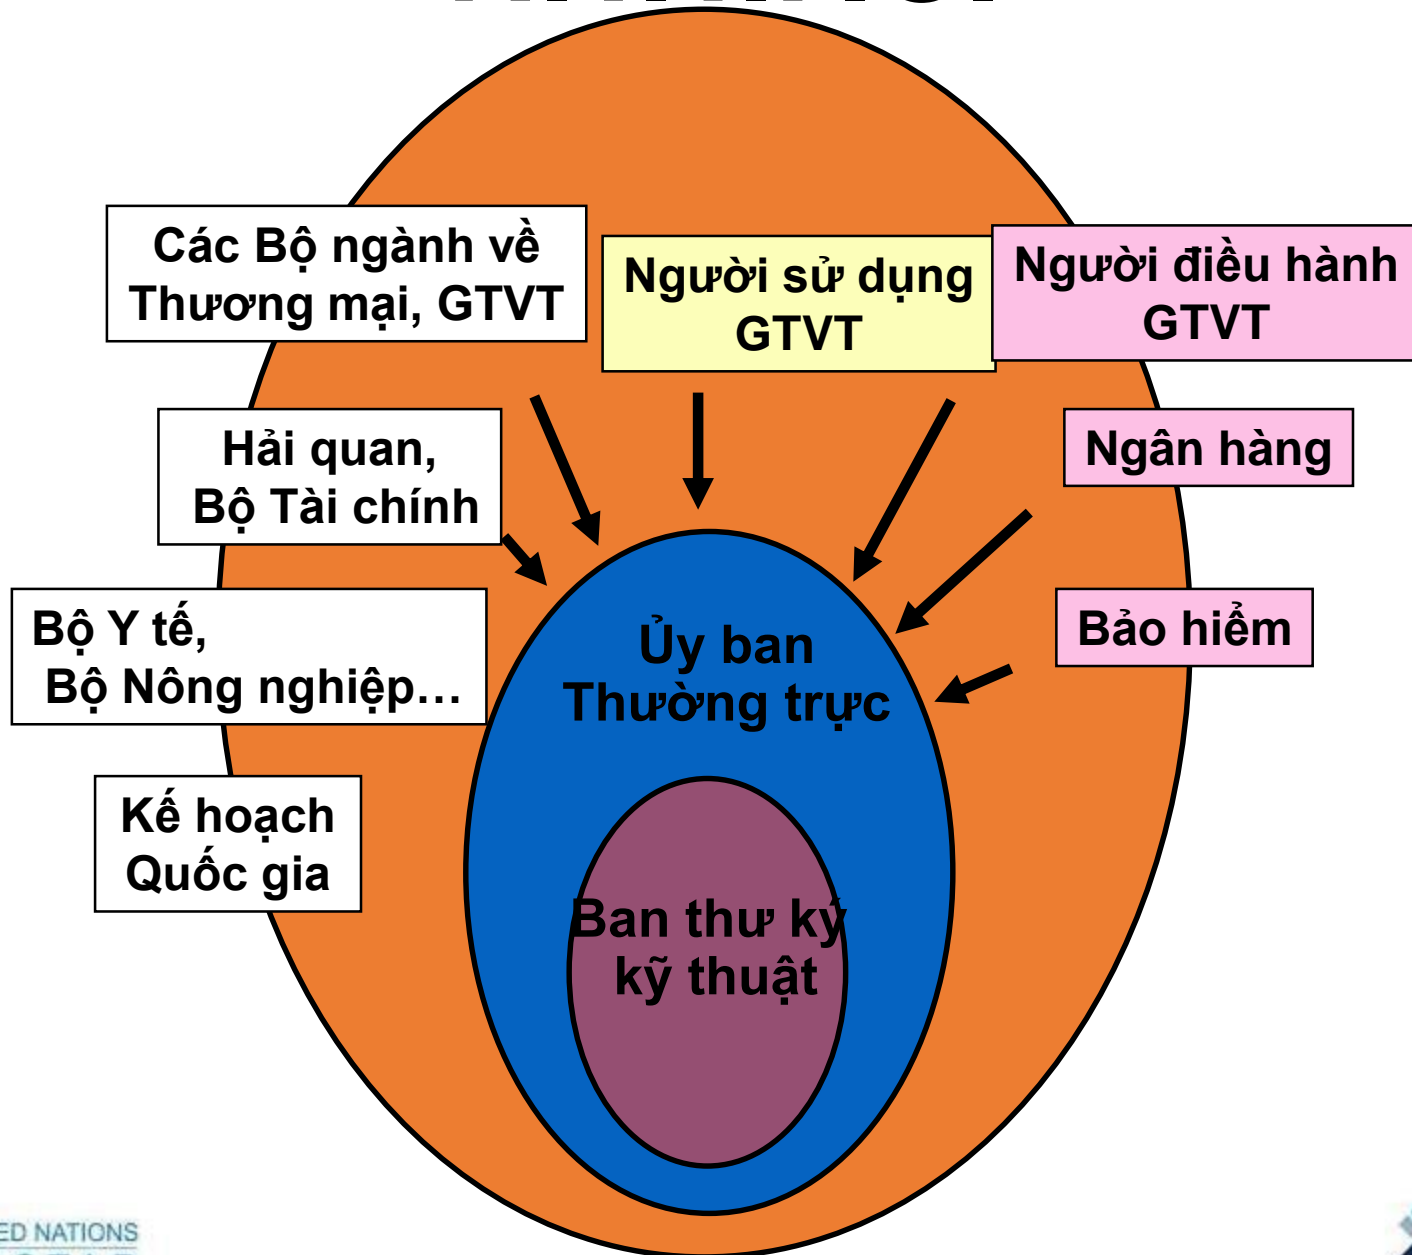 Các Bộ ngành về
Thương mại, GTVT
Người sử dụng
GTVT
Người điều hành
GTVT
Hải quan,
Bộ Tài chính
Ngân hàng
Bộ Y tế,
Bộ Nông nghiệp...
Bảo hiểm
Ủy ban
Thường trực
Kế hoạch
Quốc gia
Ban thư ký
kỹ thuật
ED NATIONS